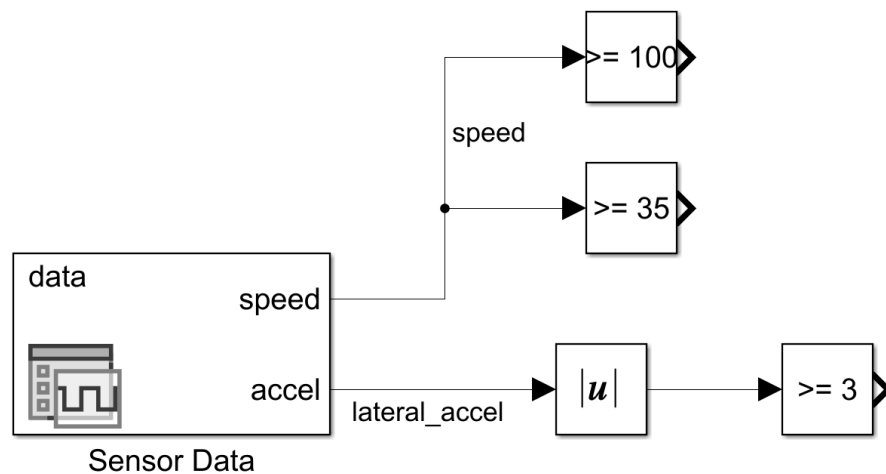 >= 100
speed
>= 35
data
speed
accel
lateral_accel
|u|
>= 3
Sensor Data